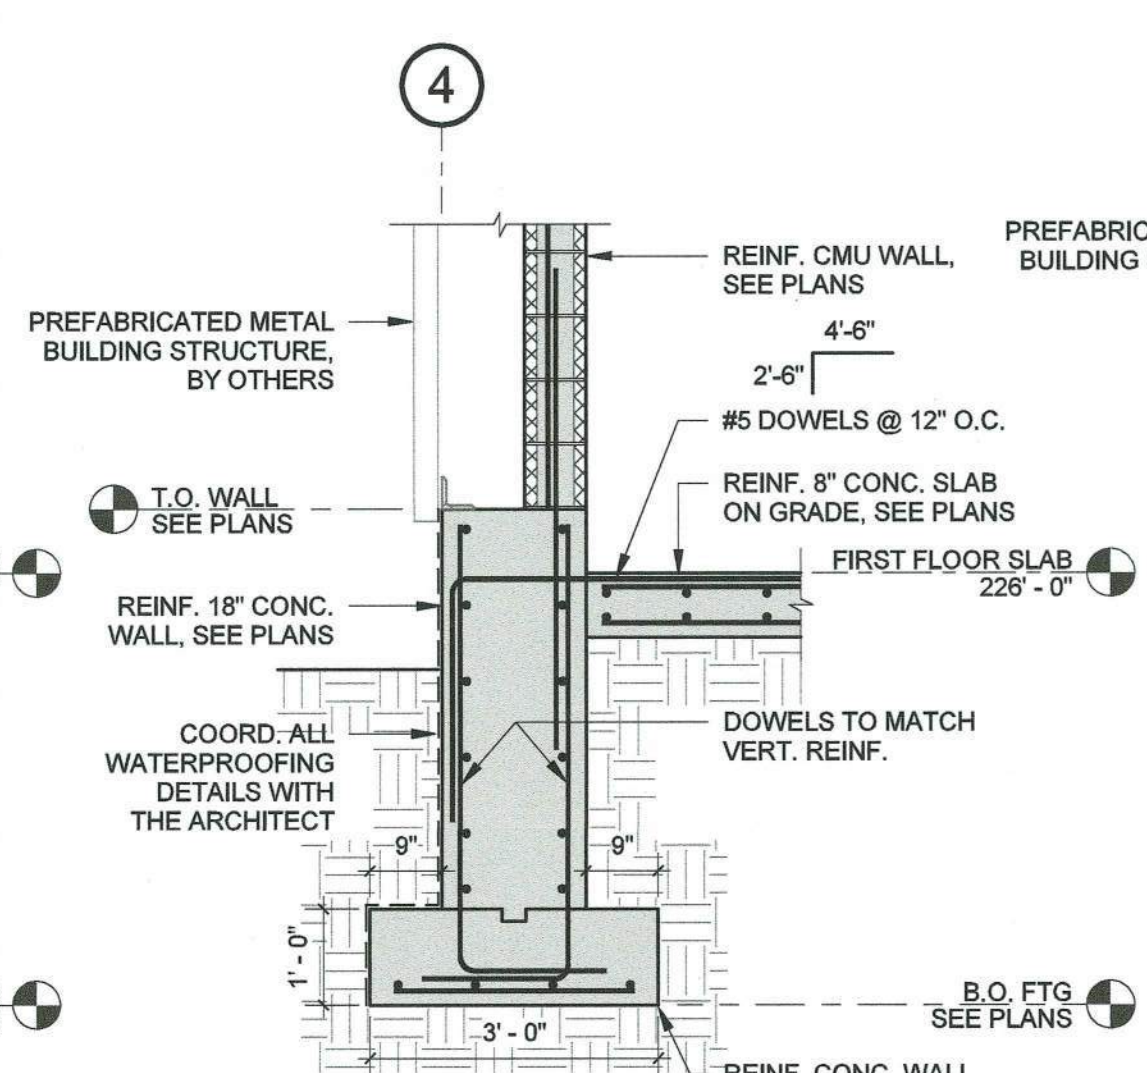 4
REINF. CMU WALL,
SEE PLANS
PREFABRIC
BUILDING
PREFABRICATED METAL
BUILDING STRUCTURE,
BY OTHERS
4'-6"
2'-6"
#5 DOWELS @ 12" O.C.
T.O. WALL
SEE PLANS
REINF. 8" CONC. SLAB
ON GRADE, SEE PLANS
FIRST FLOOR SLAB
226' - 0"
REINF. 18" CONC.
WALL, SEE PLANS
COORD. ALL
WATERPROOFING
DETAILS WITH
THE ARCHITECT
DOWELS TO MATCH
VERT. REINF.
9"
9"
1' - 0"
B.O. FTG
SEE PLANS
3' - 0"
REINF. CONC. WALL